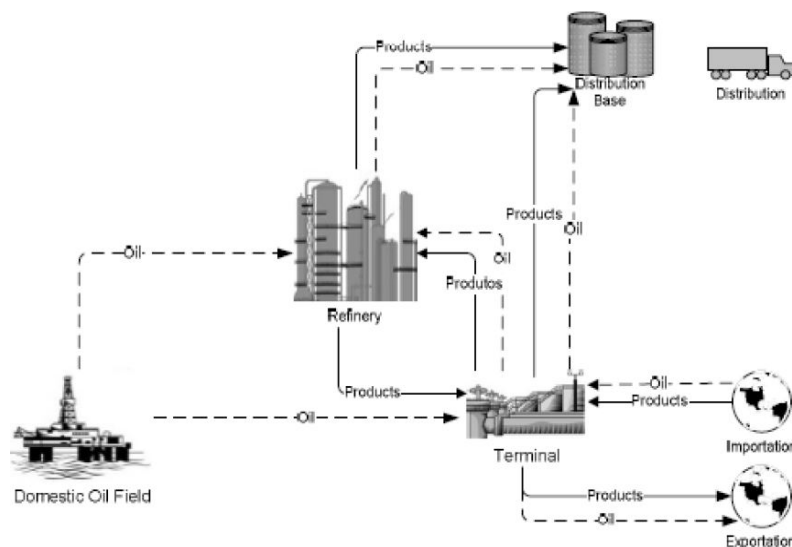 Products
Oil
Distribution
Base
Distribution
Products
Oil
Oil
Oil
Produtos
Refinery
Products
Oil
Oil
Products
Importation
Terminal
Domestic Oil Field
Products
Oil
Exportation